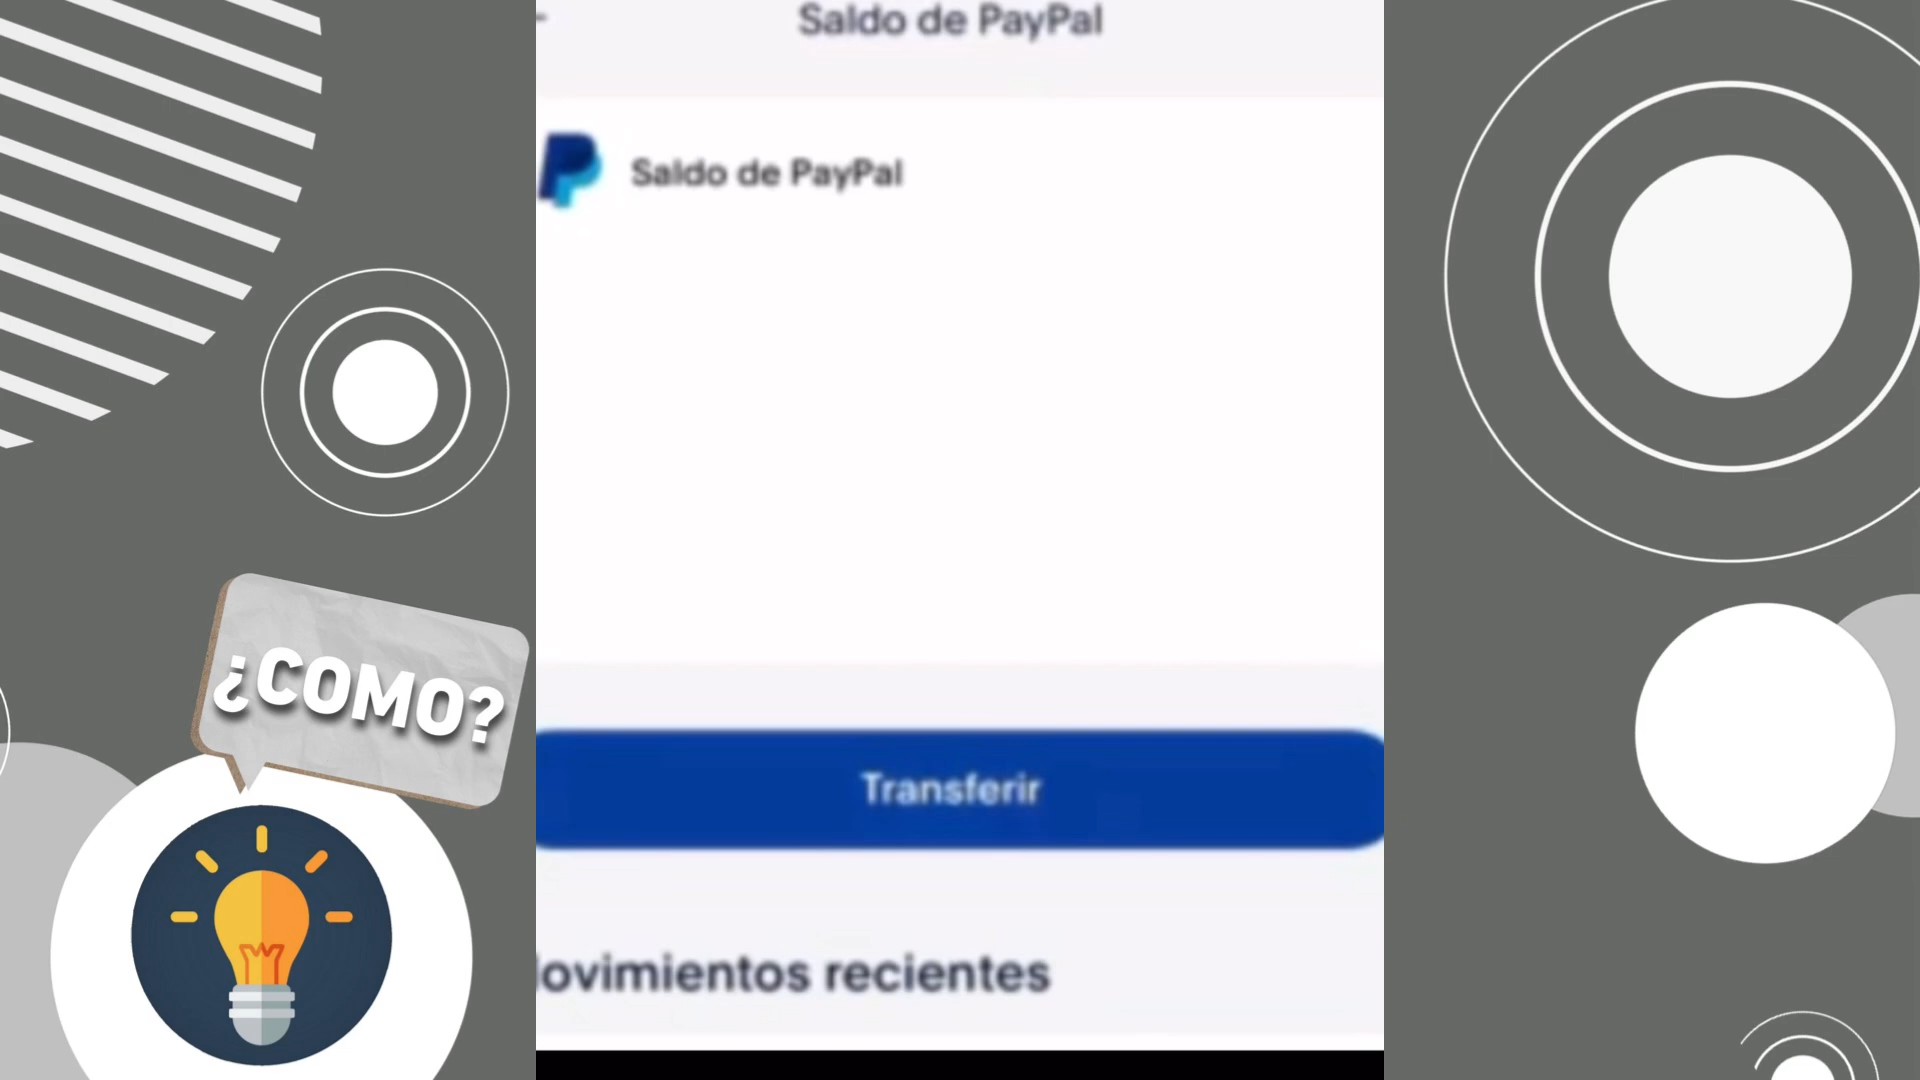 Saldo de PayPal
Saldo de PayPal
¿COMO?
Transferir
ovimientos recientes